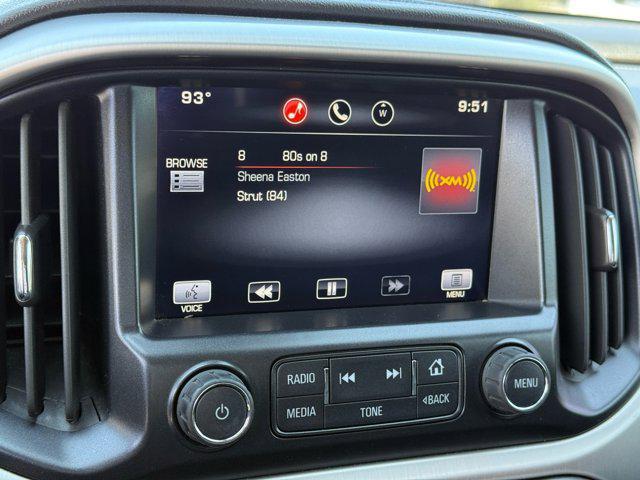 93° W 9:51
BROWSE
8 80s on 8
Sheena Easton
Strut (84)
((XM))
VOICE
MENU
RADIO
MEDIA
TONE
BACK
MENU